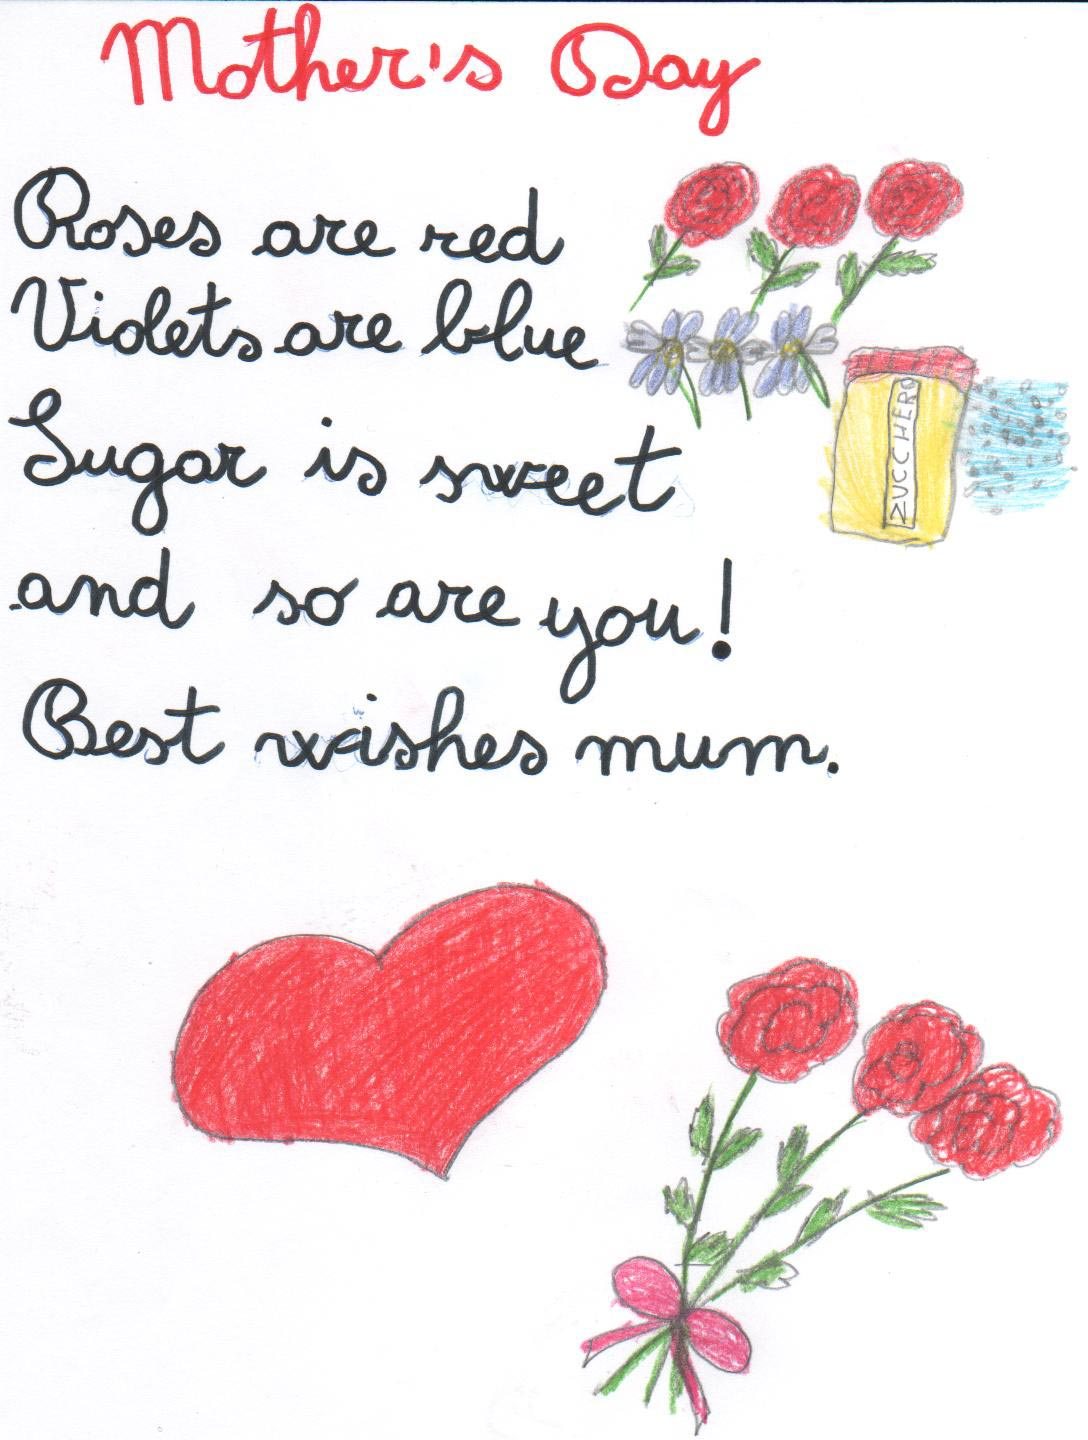 Mother's Day
Roses are red
Violets are blue
Sugar is sweet
ZUCCHERO
and so are you!
Best wishes mum.